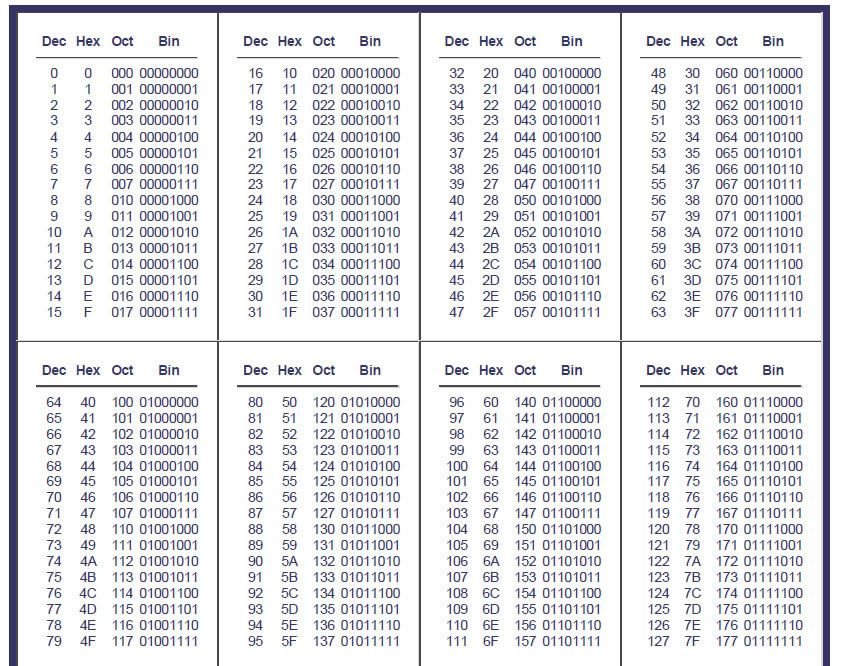 Dec Hex Oct Bin
0 0 000 00000000
1 1 001 00000001
2 2 002 00000010
3 3 003 00000011
4 4 004 00000100
5 5 005 00000101
6 6 006 00000110
7 7 007 00000111
8 8 010 00001000
9 9 011 00001001
10 A 012 00001010
11 B 013 00001011
12 C 014 00001100
13 D 015 00001101
14 E 016 00001110
15 F 017 00001111
Dec Hex Oct Bin
16 10 020 00010000
17 11 021 00010001
18 12 022 00010010
19 13 023 00010011
20 14 024 00010100
21 15 025 00010101
22 16 026 00010110
23 17 027 00010111
24 18 030 00011000
25 19 031 00011001
26 1A 032 00011010
27 1B 033 00011011
28 1C 034 00011100
29 1D 035 00011101
30 1E 036 00011110
31 1F 037 00011111
Dec Hex Oct Bin
32 20 040 00100000
33 21 041 00100001
34 22 042 00100010
35 23 043 00100011
36 24 044 00100100
37 25 045 00100101
38 26 046 00100110
39 27 047 00100111
40 28 050 00101000
41 29 051 00101001
42 2A 052 00101010
43 2B 053 00101011
44 2C 054 00101100
45 2D 055 00101101
46 2E 056 00101110
47 2F 057 00101111
Dec Hex Oct Bin
48 30 060 00110000
49 31 061 00110001
50 32 062 00110010
51 33 063 00110011
52 34 064 00110100
53 35 065 00110101
54 36 066 00110110
55 37 067 00110111
56 38 070 00111000
57 39 071 00111001
58 3A 072 00111010
59 3B 073 00111011
60 3C 074 00111100
61 3D 075 00111101
62 3E 076 00111110
63 3F 077 00111111
Dec Hex Oct Bin
64 40 100 01000000
65 41 101 01000001
66 42 102 01000010
67 43 103 01000011
68 44 104 01000100
69 45 105 01000101
70 46 106 01000110
71 47 107 01000111
72 48 110 01001000
73 49 111 01001001
74 4A 112 01001010
75 4B 113 01001011
76 4C 114 01001100
77 4D 115 01001101
78 4E 116 01001110
79 4F 117 01001111
Dec Hex Oct Bin
80 50 120 01010000
81 51 121 01010001
82 52 122 01010010
83 53 123 01010011
84 54 124 01010100
85 55 125 01010101
86 56 126 01010110
87 57 127 01010111
88 58 130 01011000
89 59 131 01011001
90 5A 132 01011010
91 5B 133 01011011
92 5C 134 01011100
93 5D 135 01011101
94 5E 136 01011110
95 5F 137 01011111
Dec Hex Oct Bin
96 60 140 01100000
97 61 141 01100001
98 62 142 01100010
99 63 143 01100011
100 64 144 01100100
101 65 145 01100101
102 66 146 01100110
103 67 147 01100111
104 68 150 01101000
105 69 151 01101001
106 6A 152 01101010
107 6B 153 01101011
108 6C 154 01101100
109 6D 155 01101101
110 6E 156 01101110
111 6F 157 01101111
Dec Hex Oct Bin
112 70 160 01110000
113 71 161 01110001
114 72 162 01110010
115 73 163 01110011
116 74 164 01110100
117 75 165 01110101
118 76 166 01110110
119 77 167 01110111
120 78 170 01111000
121 79 171 01111001
122 7A 172 01111010
123 7B 173 01111011
124 7C 174 01111100
125 7D 175 01111101
126 7E 176 01111110
127 7F 177 01111111